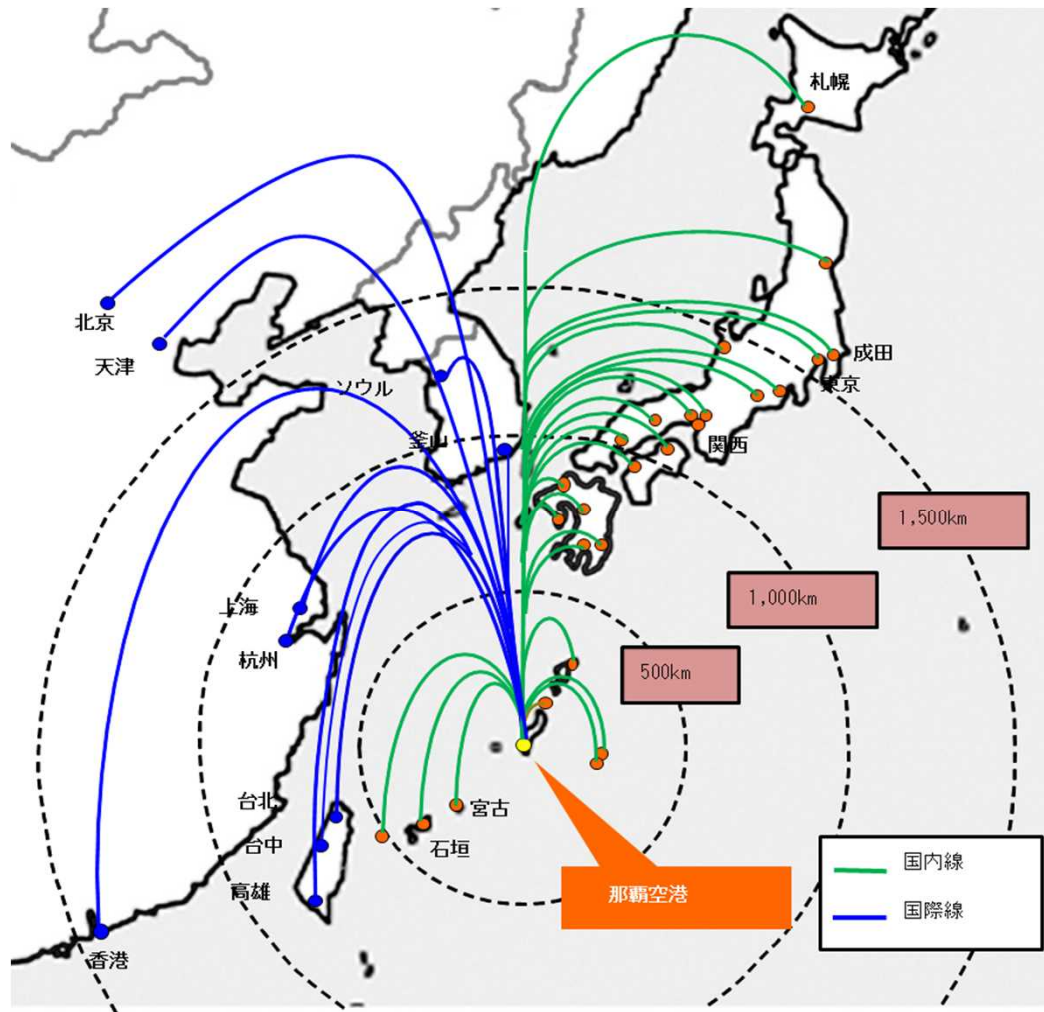 札幌
北京
天津
成田
東京
ソウル
釜山
関西
1,500km
1,000km
上海
杭州
500km
台北
宮古
台中
石垣
高雄
那覇空港
国内線
国際線
香港